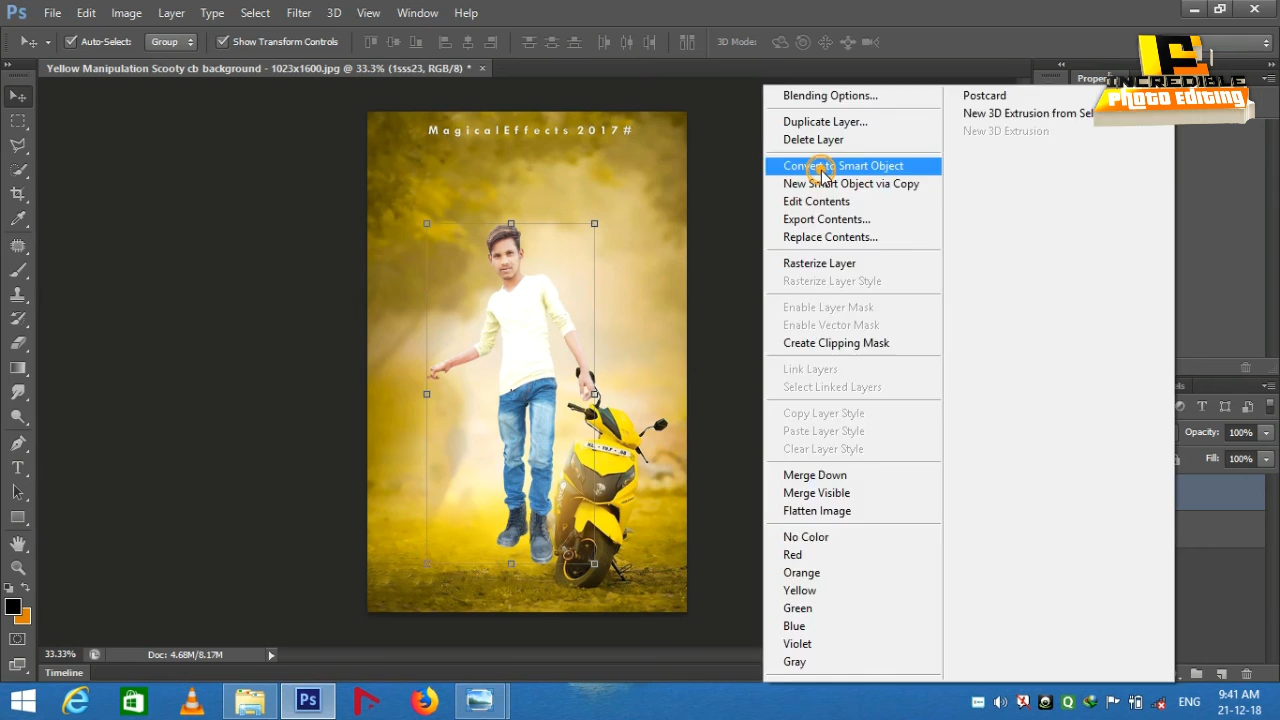 Ps File Edit Image Layer Type Select Filter 3D View Window Help
Auto-Select: Group Show Transform Controls 3D Mode:
Yellow Manipulation Scooty cb background - 1023x1600.jpg @ 33.3% (1sss23, RGB/8) *
INCREDIBLE
PHOTO EDITING
MagicalEffects 2017#
Blending Options...
Duplicate Layer...
Delete Layer
Convert to Smart Object
New Smart Object via Copy
Edit Contents
Export Contents...
Replace Contents...
Rasterize Layer
Rasterize Layer Style
Enable Layer Mask
Enable Vector Mask
Create Clipping Mask
Link Layers
Select Linked Layers
Copy Layer Style
Paste Layer Style
Clear Layer Style
Merge Down
Merge Visible
Flatten Image
No Color
Red
Orange
Yellow
Green
Blue
Violet
Gray
Postcard
New 3D Extrusion from Sel
New 3D Extrusion
Opacity: 100%
Fill: 100%
33.33% Doc: 4.68M/8.17M
Timeline
Ps
ENG
9:41 AM
21-12-18